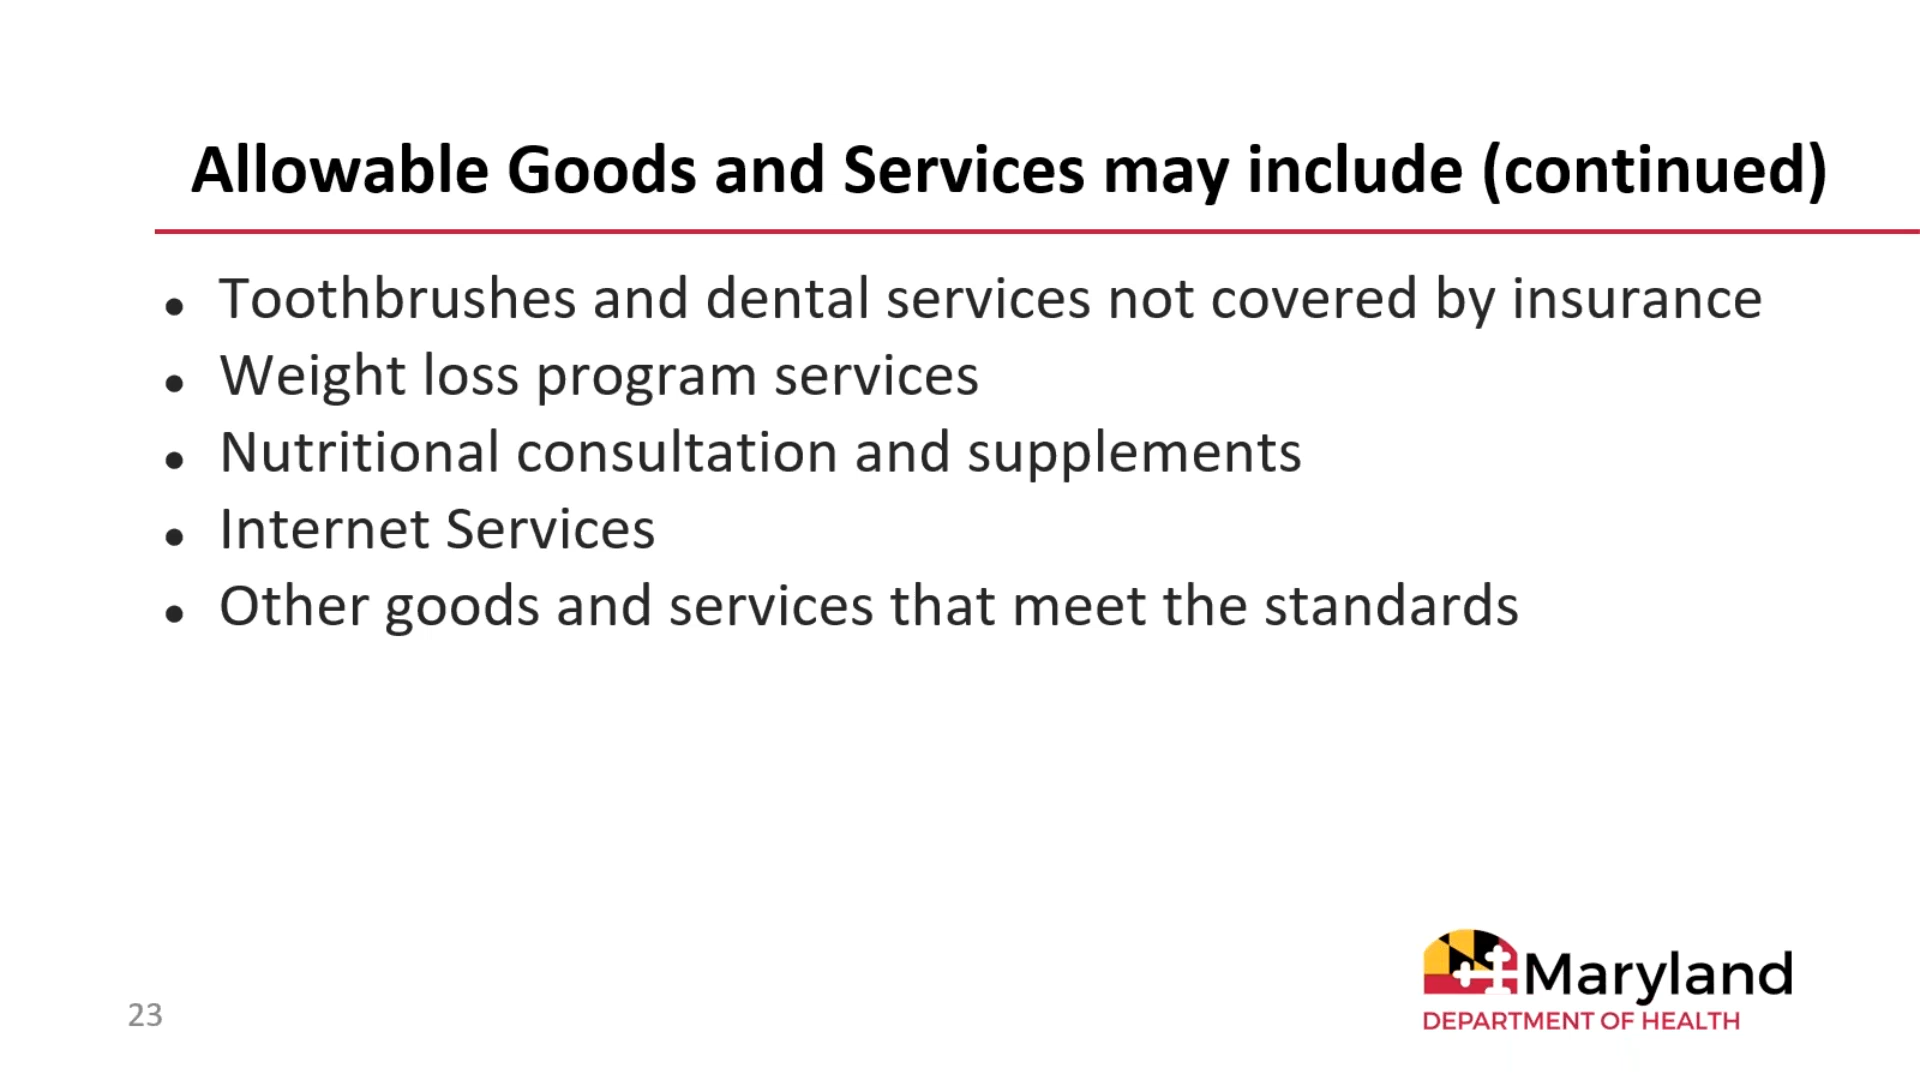 Allowable Goods and Services may include (continued)
● Toothbrushes and dental services not covered by insurance
● Weight loss program services
● Nutritional consultation and supplements
● Internet Services
● Other goods and services that meet the standards
23
Maryland
DEPARTMENT OF HEALTH